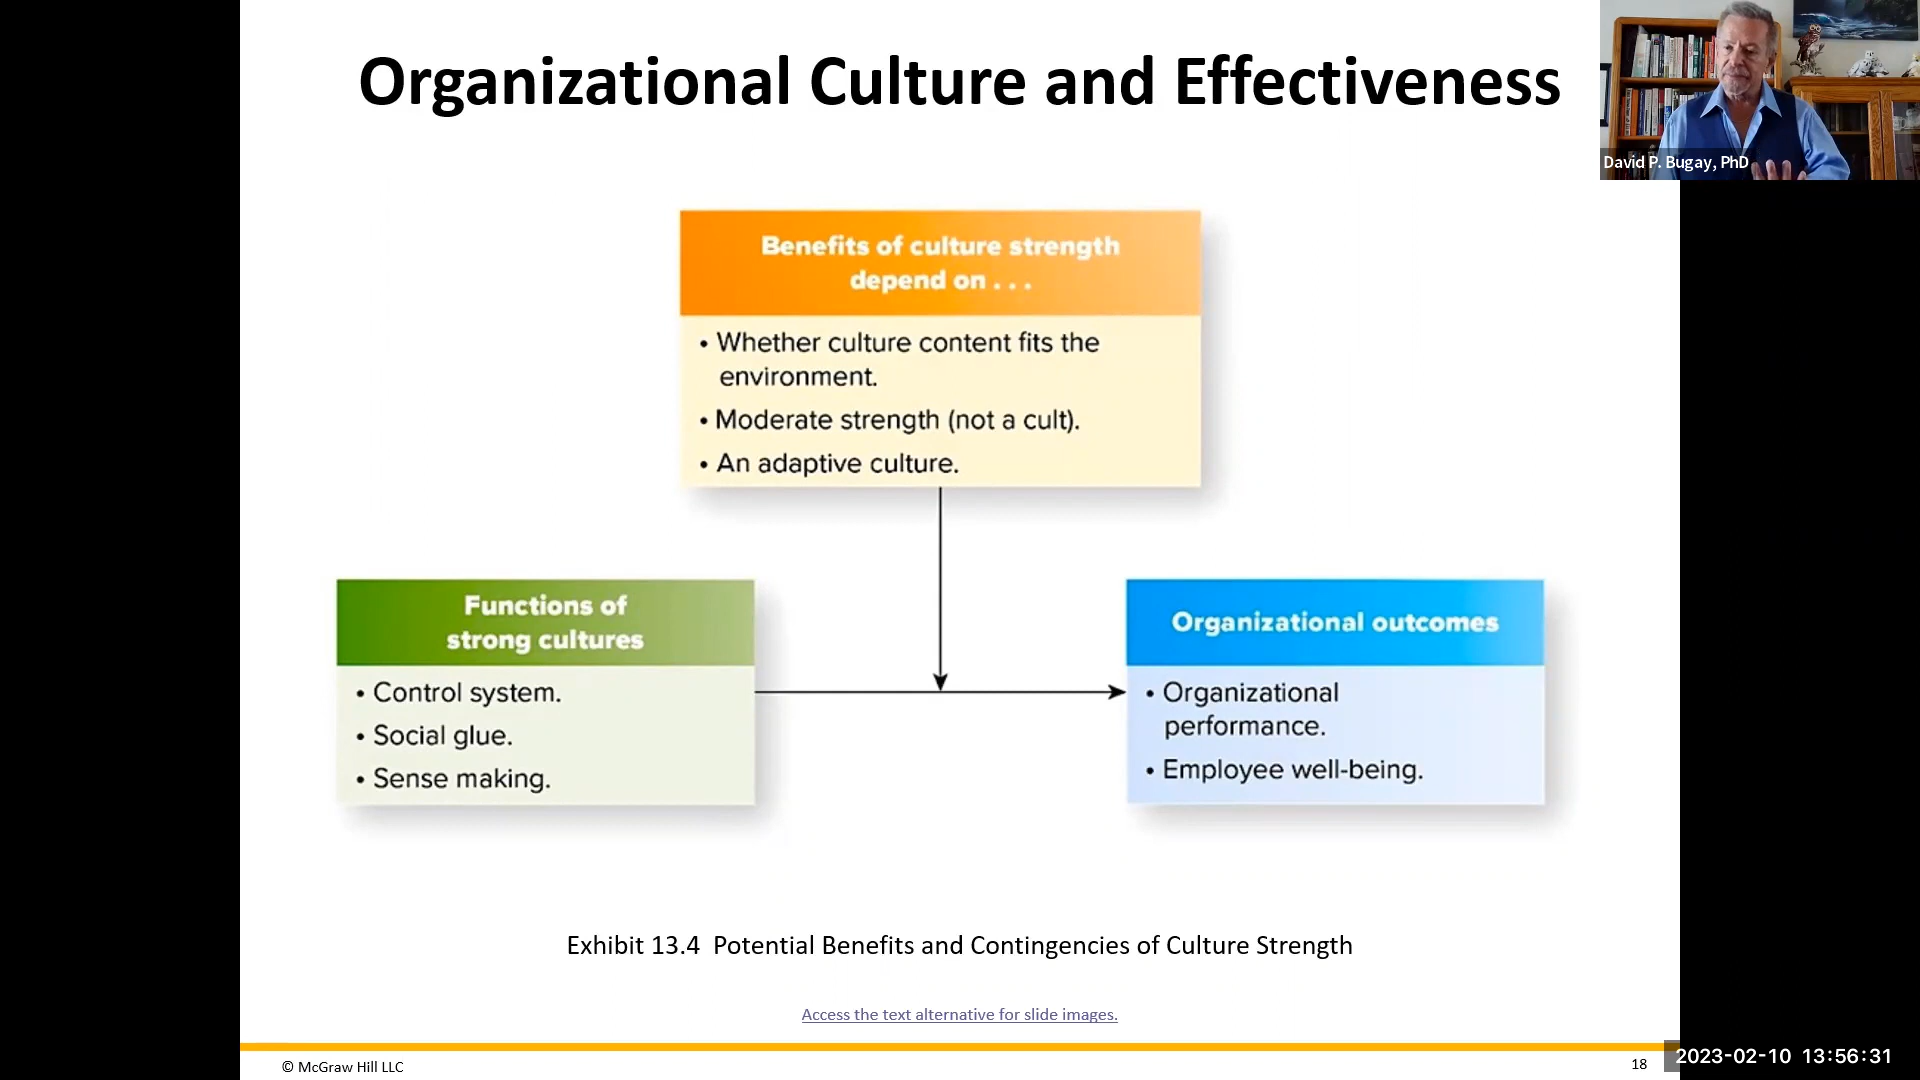 Organizational Culture and Effectiveness
David P. Bugay, PhD
Benefits of culture strength
depend on . . .
• Whether culture content fits the
environment.
• Moderate strength (not a cult).
• An adaptive culture.
Functions of
strong cultures
• Control system.
• Social glue.
• Sense making.
Organizational outcomes
• Organizational
performance.
• Employee well-being.
Exhibit 13.4  Potential Benefits and Contingencies of Culture Strength
Access the text alternative for slide images.
© McGraw Hill LLC
18
2023-02-10 13:56:31